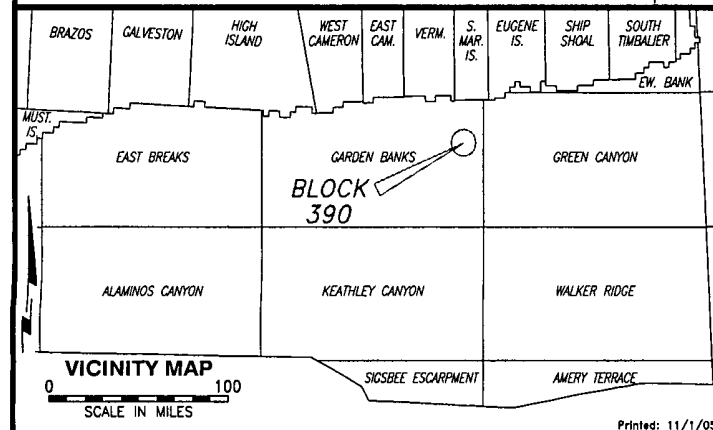 BRAZOS
GALVESTON
HIGH
ISLAND
WEST
CAMERON
EAST
CAM.
VERM.
S.
MAR.
IS.
EUGENE
IS.
SHIP
SHOAL
SOUTH
TIMBALIER
EW. BANK
MUST.
IS.
EAST BREAKS
GARDEN BANKS
GREEN CANYON
BLOCK
390
ALAMINOS CANYON
KEATHLEY CANYON
WALKER RIDGE
VICINITY MAP
0 100
SCALE IN MILES
SIGSBEE ESCARPMENT
AMERY TERRACE
Printed: 11/1/05